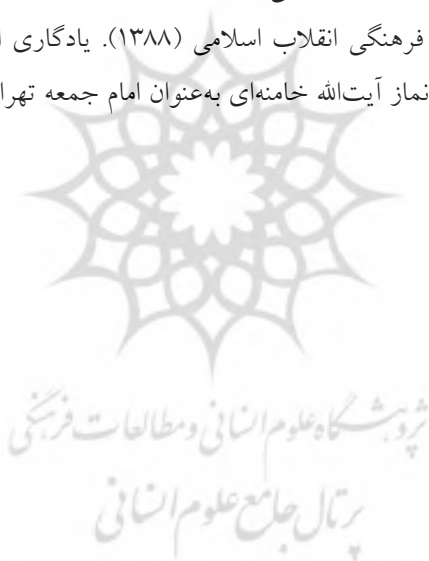 فرهنگی انقلاب اسلامی (۱۳۸۸). یادگاری
نماز آیت‌الله خامنه‌ای به‌عنوان امام جمعه
پژوهشگاه علوم انسانی و مطالعات فرهنگی
پرتال جامع علوم انسانی